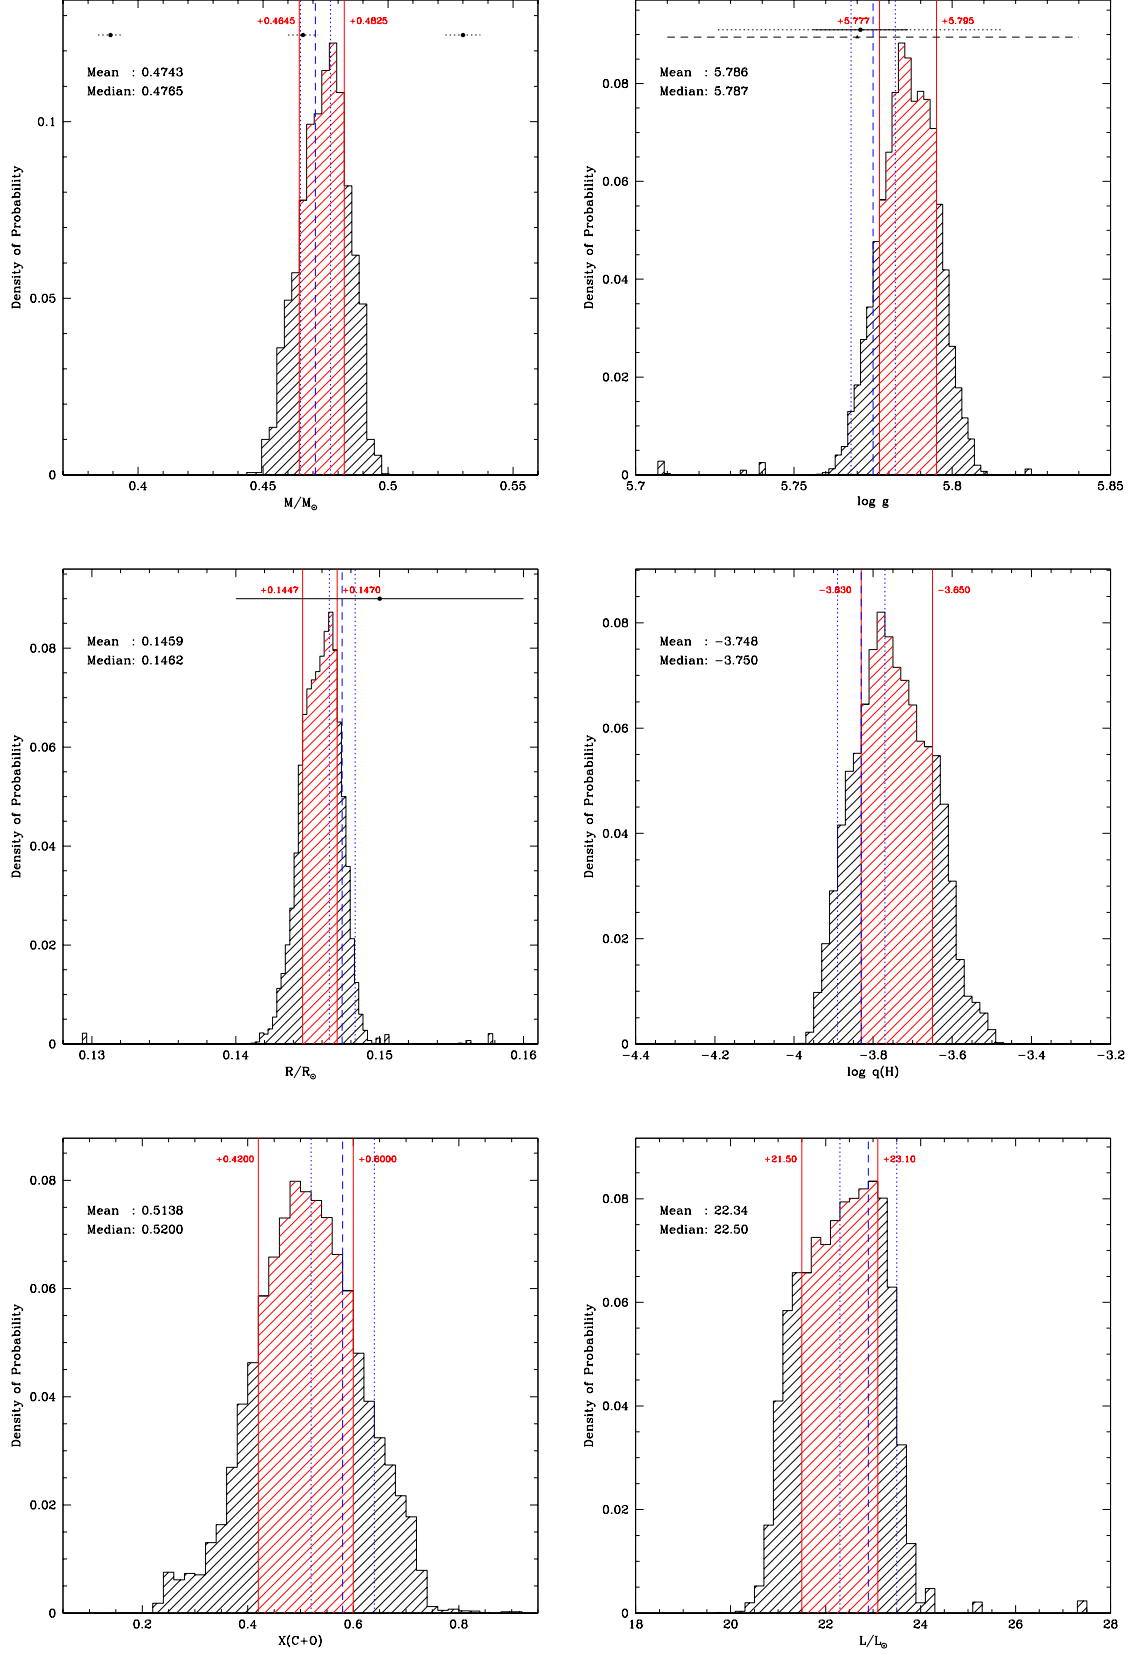 +0.4645 +0.4825
Mean : 0.4743
Median: 0.4765
0.1
0.05
0
Density of Probability
0.4 0.45 0.5 0.55
M/M⊙
+5.777 +5.795
Mean : 5.786
Median: 5.787
0.08
0.06
0.04
0.02
0
Density of Probability
5.7 5.75 5.8 5.85
log g
+0.1447 +0.1470
Mean : 0.1459
Median: 0.1462
0.08
0.06
0.04
0.02
0
Density of Probability
0.13 0.14 0.15 0.16
R/R⊙
−3.830 −3.650
Mean : −3.748
Median: −3.750
0.08
0.06
0.04
0.02
0
Density of Probability
−4.4 −4.2 −4 −3.8 −3.6 −3.4 −3.2
log q(H)
+0.4200 +0.6000
Mean : 0.5138
Median: 0.5200
0.08
0.06
0.04
0.02
0
Density of Probability
0.2 0.4 0.6 0.8
X(C+O)
+21.50 +23.10
Mean : 22.34
Median: 22.50
0.08
0.06
0.04
0.02
0
Density of Probability
18 20 22 24 26 28
L/L⊙